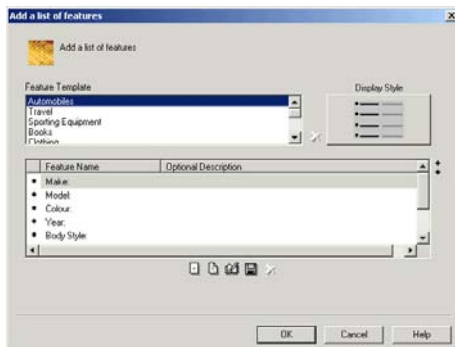 Add a list of features
Add a list of features
Feature Template
Display Style
Automobiles
Travel
Sporting Equipment
Books
Clothing
Feature Name Optional Description
Make:
Model:
Colour:
Year:
Body Style:
OK Cancel Help